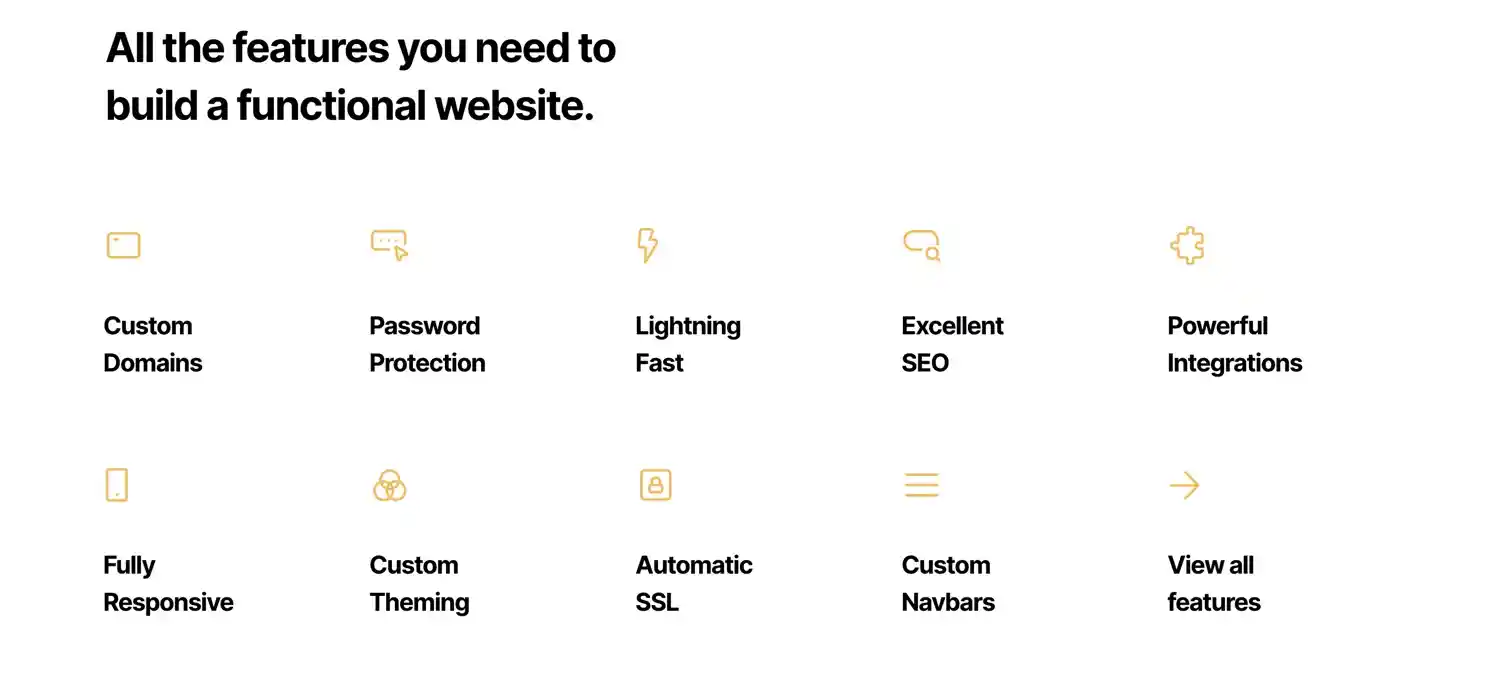 All the features you need to
build a functional website.
Custom
Domains
Password
Protection
Lightning
Fast
Excellent
SEO
Powerful
Integrations
Fully
Responsive
Custom
Theming
Automatic
SSL
Custom
Navbars
View all
features